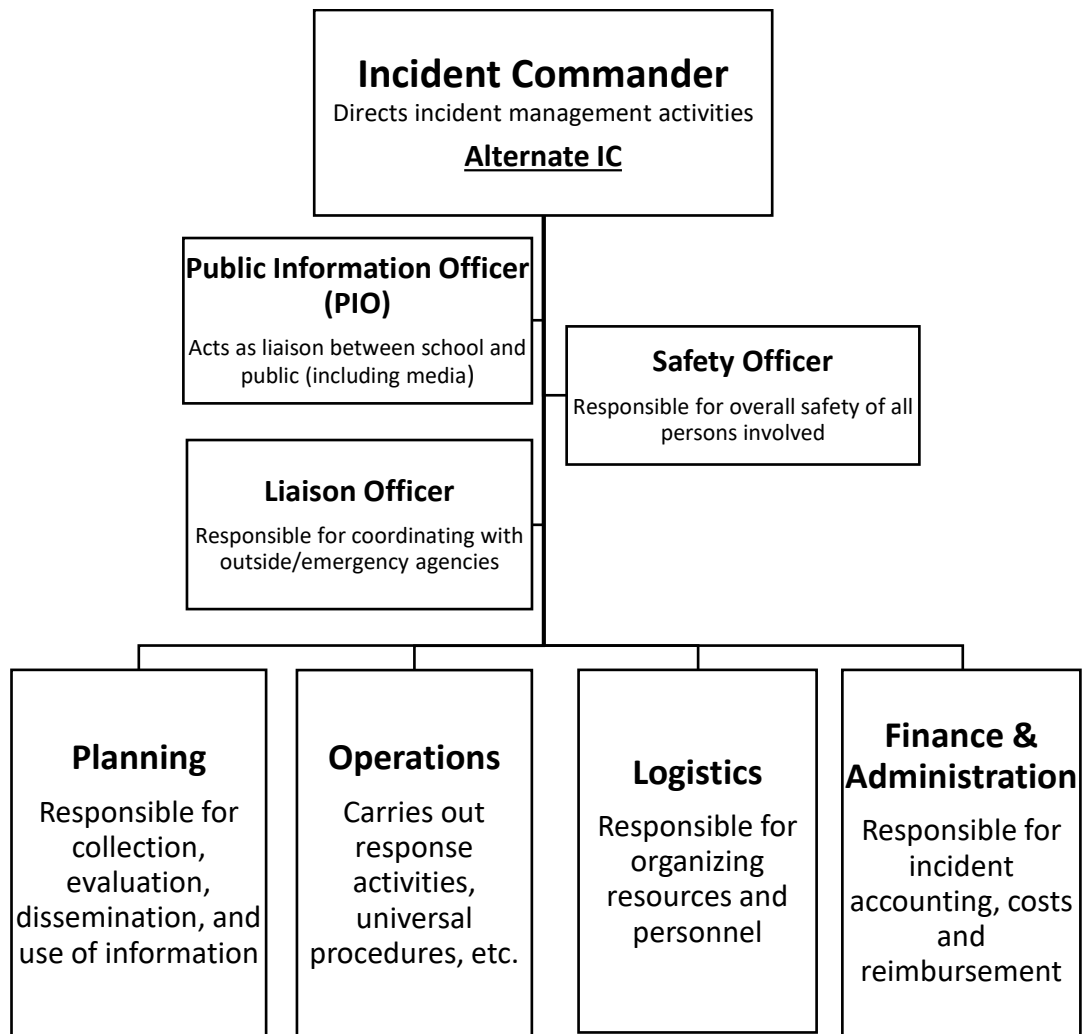 Incident Commander
Directs incident management activities
Alternate IC
Public Information Officer
(PIO)
Acts as liaison between school and
public (including media)
Safety Officer
Responsible for overall safety of all
persons involved
Liaison Officer
Responsible for coordinating with
outside/emergency agencies
Planning
Responsible for
collection,
evaluation,
dissemination, and
use of information
Operations
Carries out
response
activities,
universal
procedures, etc.
Logistics
Responsible for
organizing
resources and
personnel
Finance &
Administration
Responsible for
incident
accounting, costs
and
reimbursement